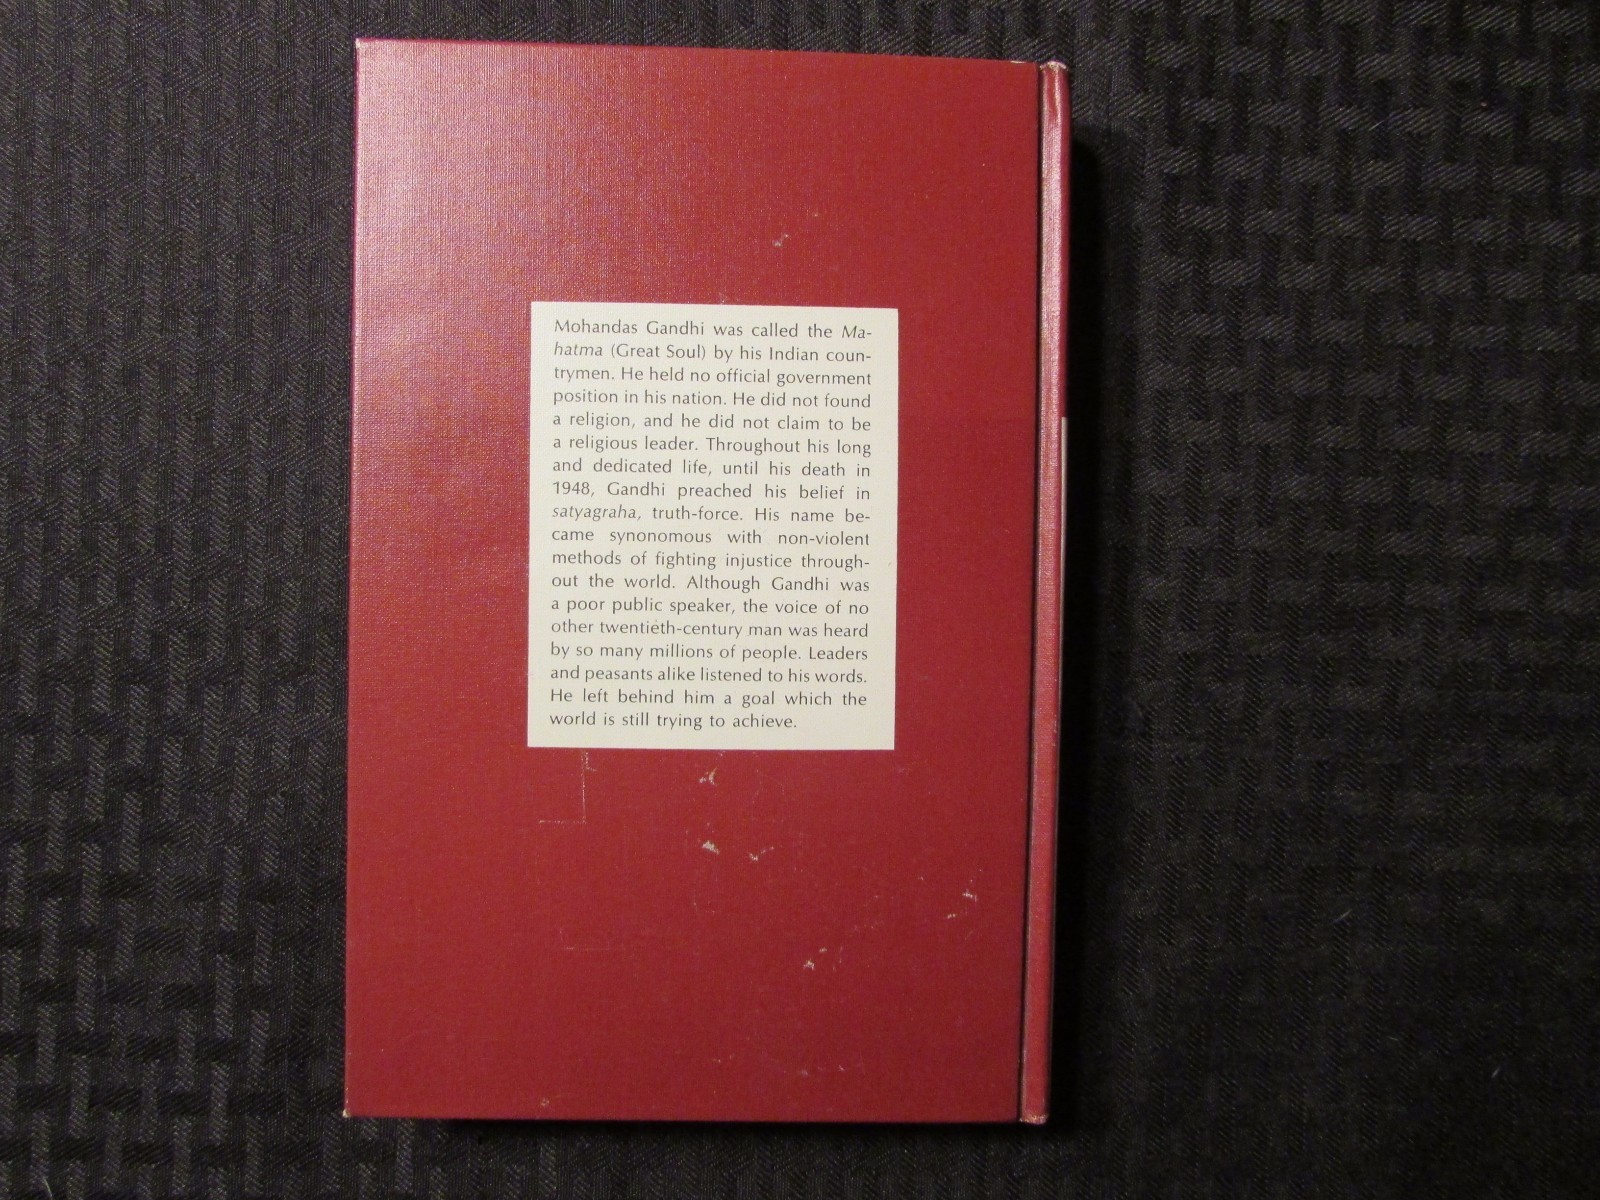 Mohandas Gandhi was called the Ma-
hatma (Great Soul) by his Indian coun-
trymen. He held no official government
position in his nation. He did not found
a religion, and he did not claim to be
a religious leader. Throughout his long
and dedicated life, until his death in
1948, Gandhi preached his belief in
satyagraha, truth-force. His name be-
came synonomous with non-violent
methods of fighting injustice through-
out the world. Although Gandhi was
a poor public speaker, the voice of no
other twentieth-century man was heard
by so many millions of people. Leaders
and peasants alike listened to his words.
He left behind him a goal which the
world is still trying to achieve.